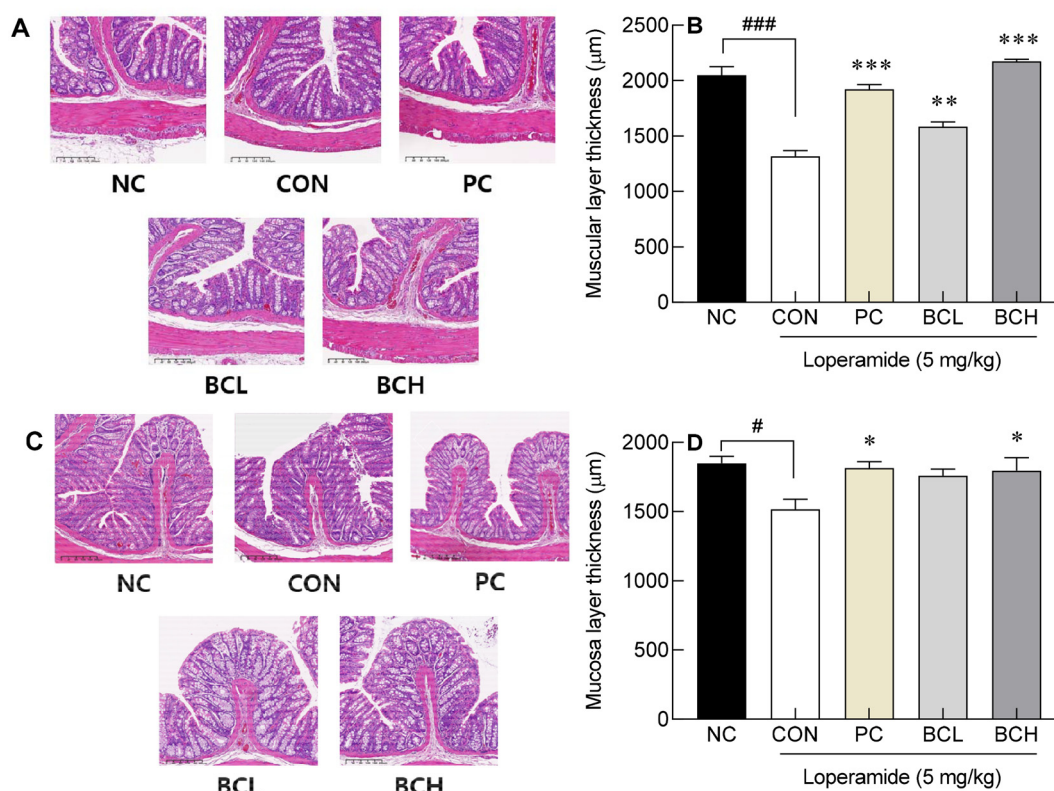 A
NC
CON
PC
BCL
BCH
B
Muscular layer thickness (μm)
2500
2000
1500
1000
500
0
###
***
**
***
NC CON PC BCL BCH
Loperamide (5 mg/kg)
C
NC
CON
PC
BCL
BCH
D
Mucosa layer thickness (μm)
2000
1500
1000
500
0
#
*
*
NC CON PC BCL BCH
Loperamide (5 mg/kg)